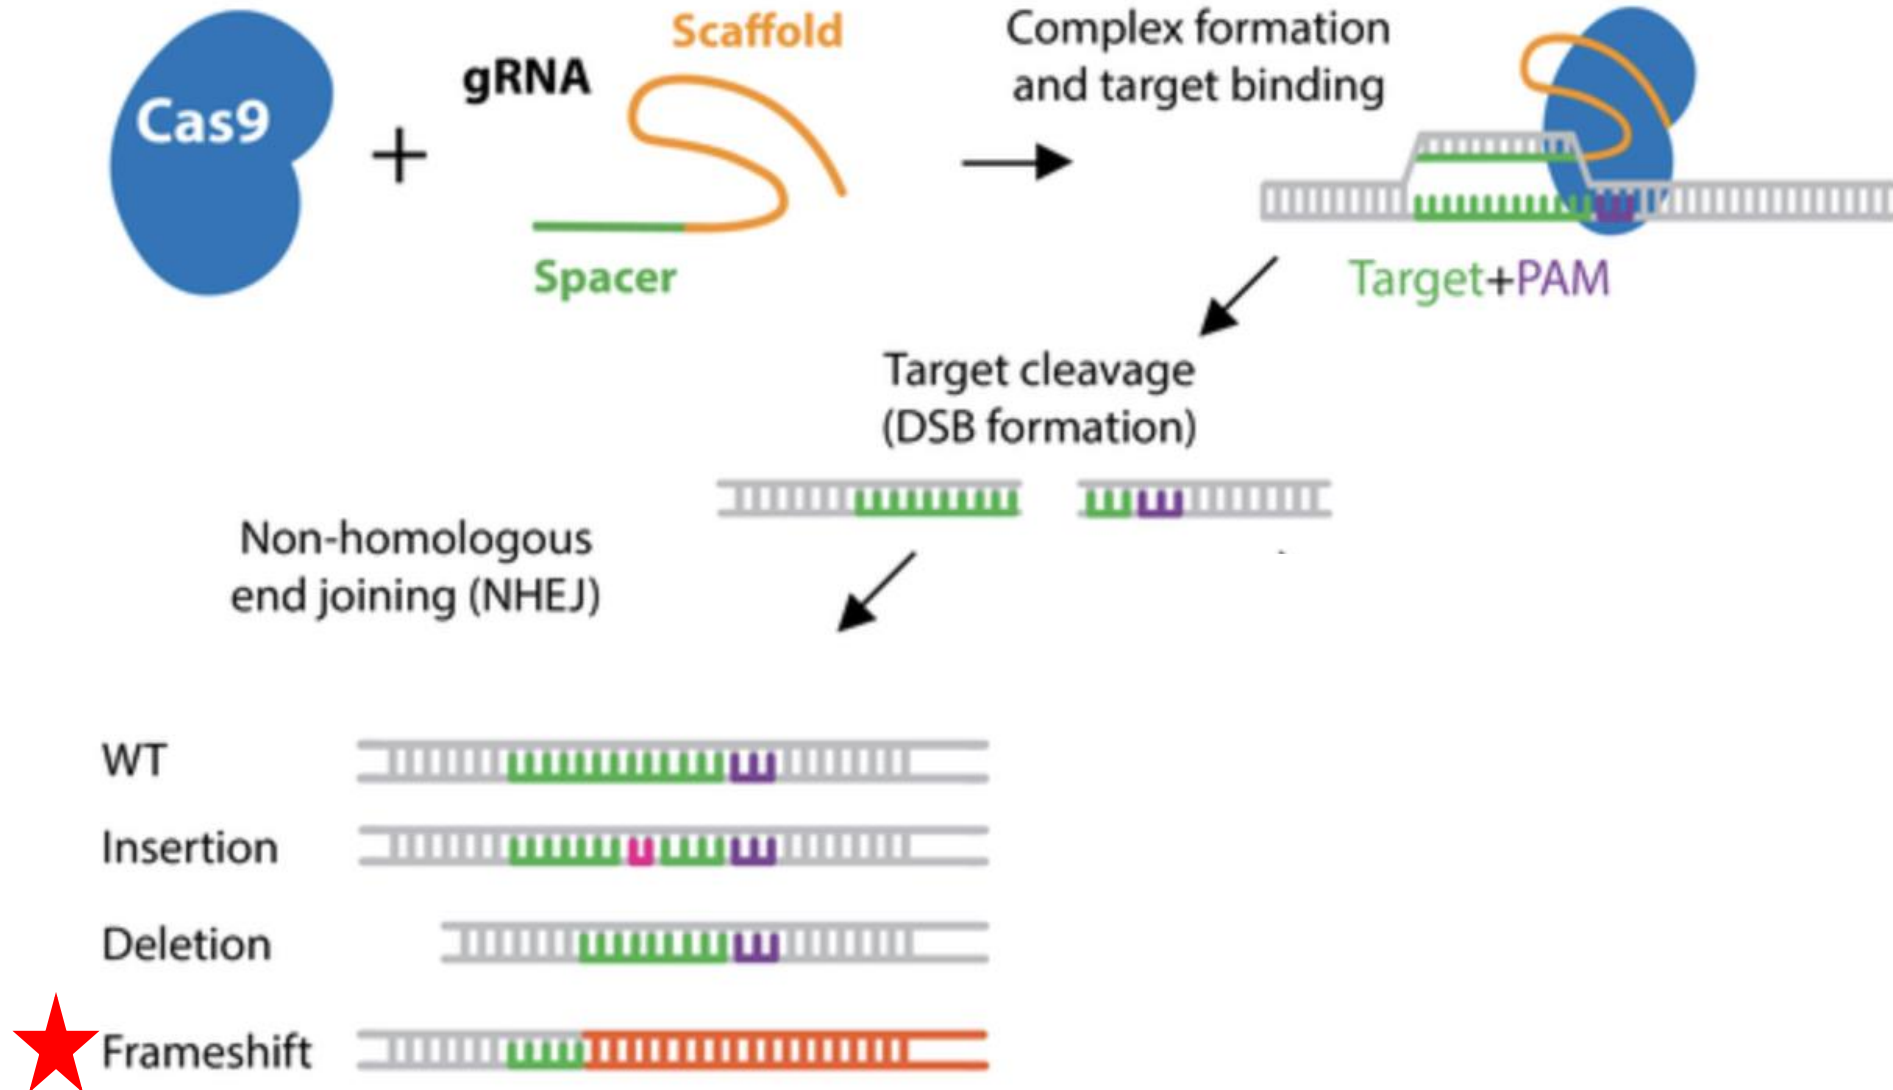 Cas9
+
gRNA
Scaffold
Spacer
Complex formation
and target binding
Target+PAM
Target cleavage
(DSB formation)
Non-homologous
end joining (NHEJ)
WT
Insertion
Deletion
Frameshift